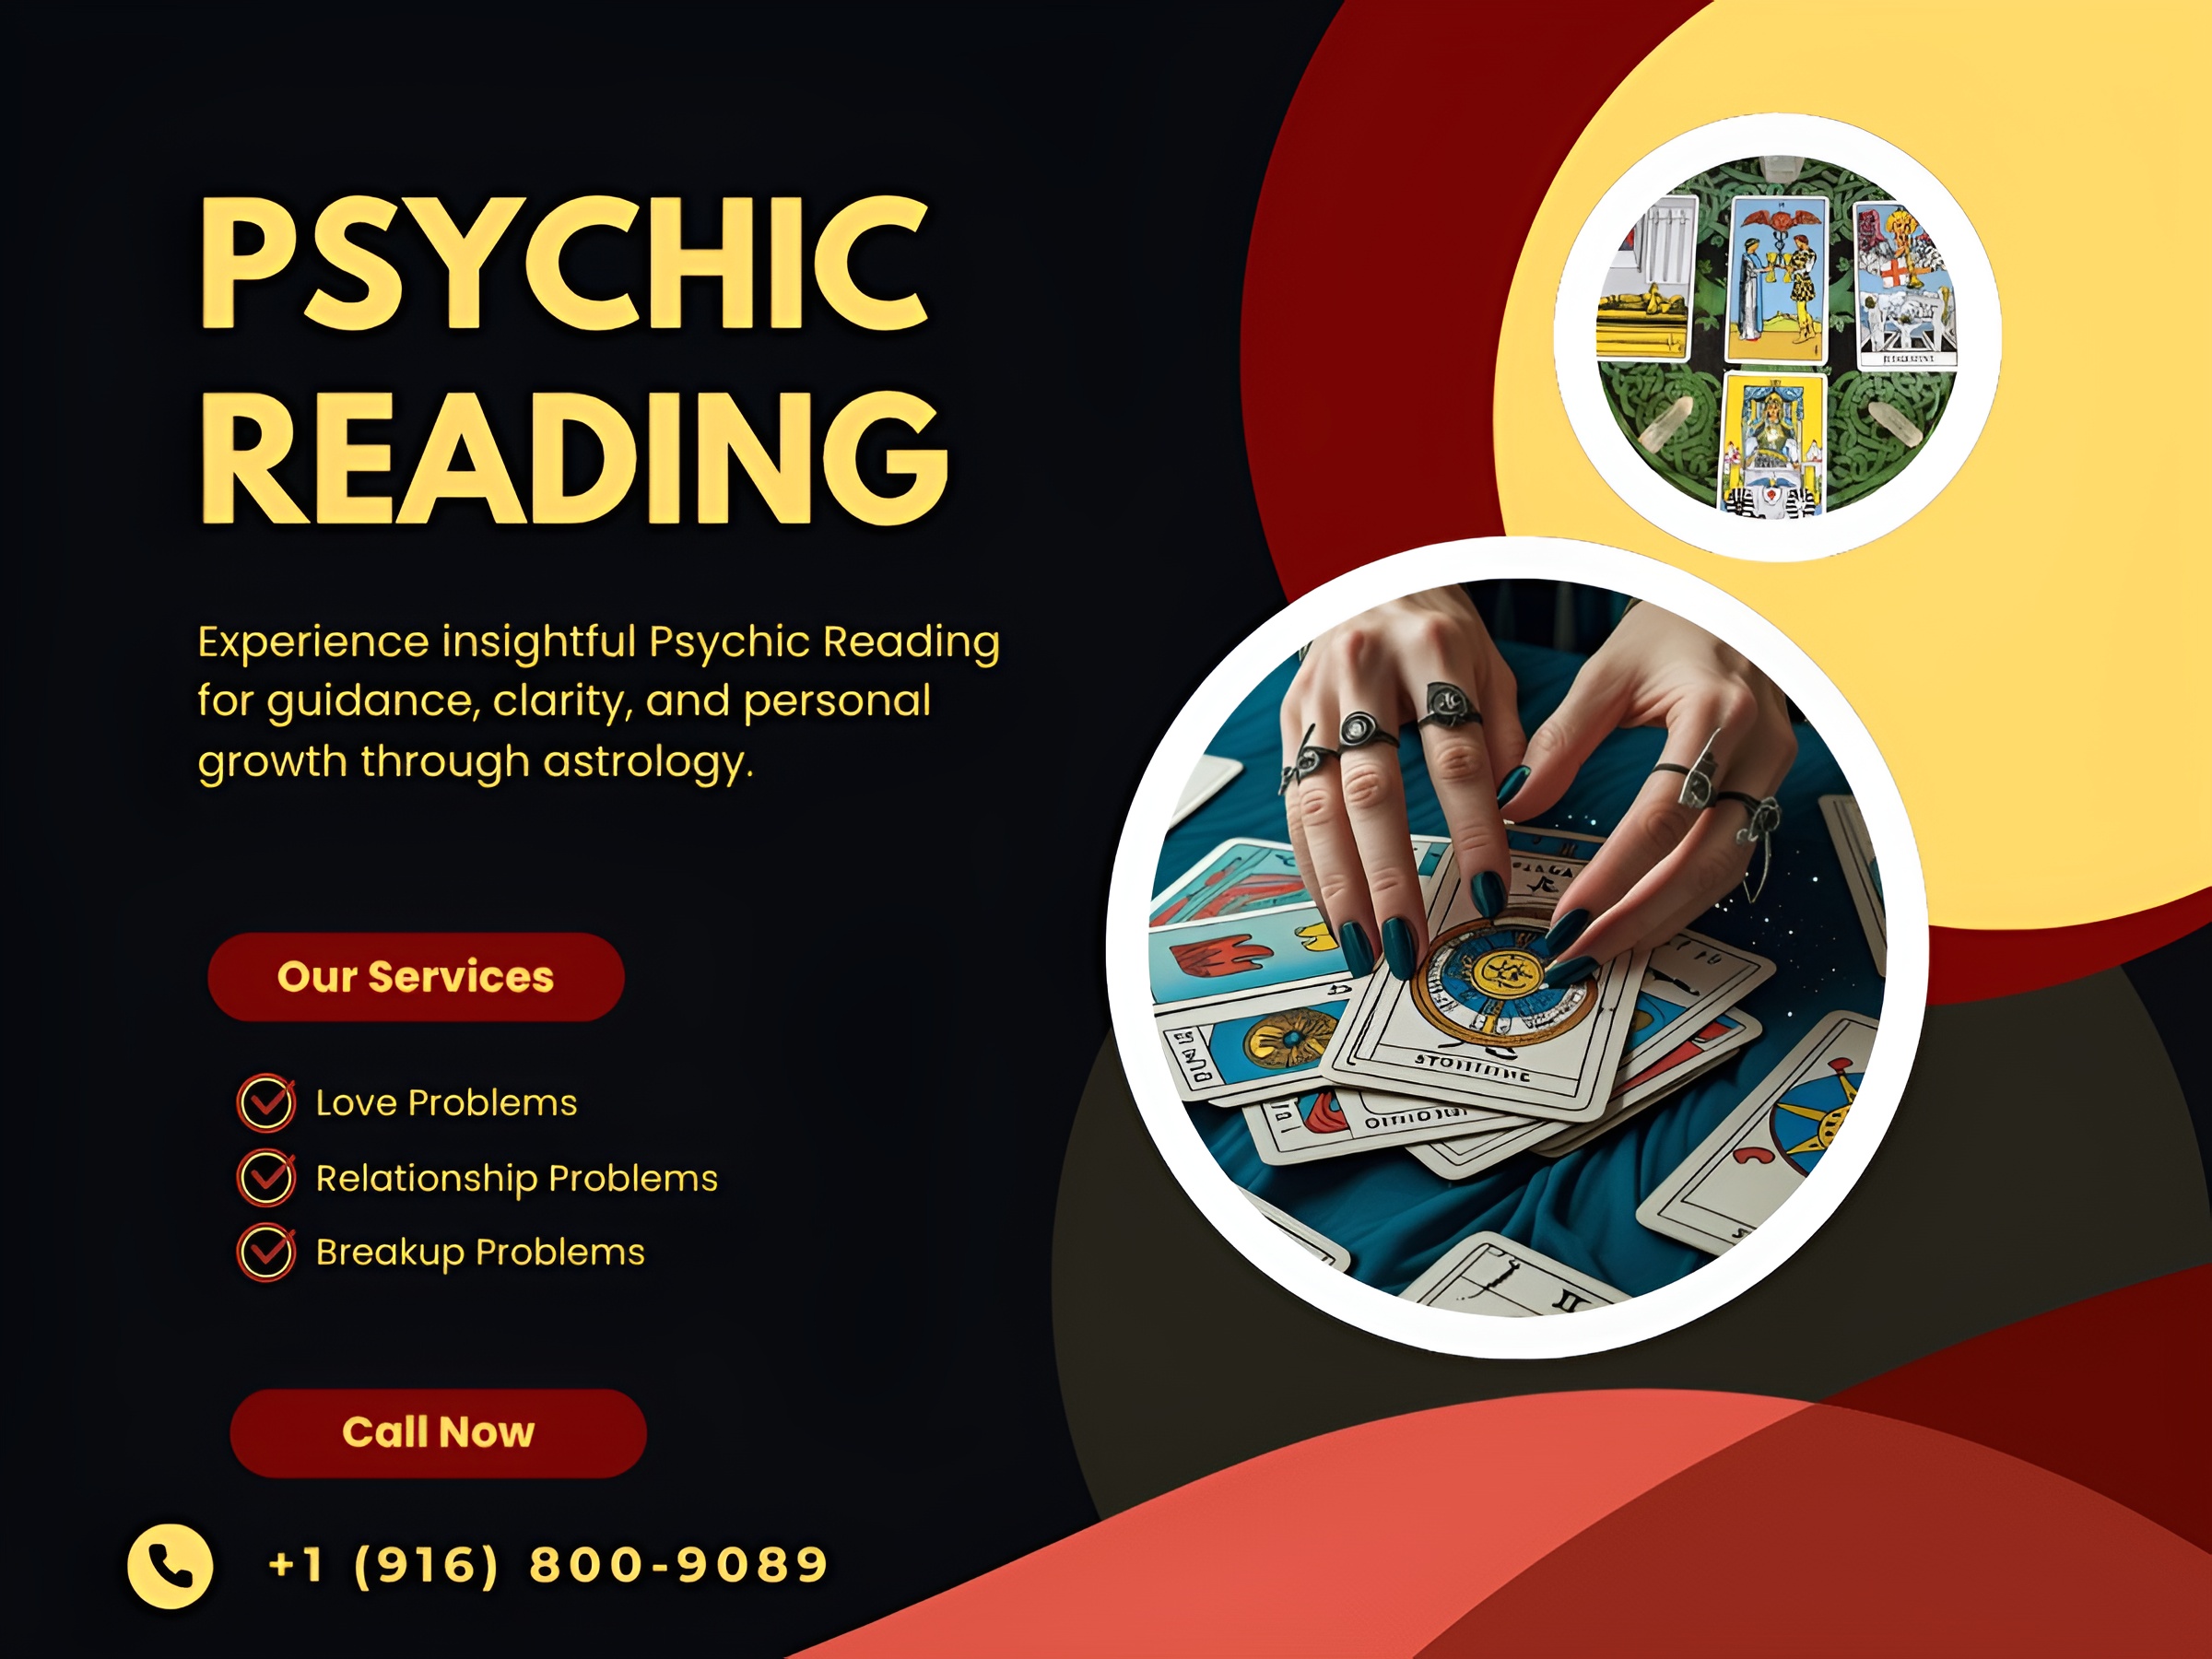 PSYCHIC
READING
Experience insightful Psychic Reading
for guidance, clarity, and personal
growth through astrology.
Our Services
Love Problems
Relationship Problems
Breakup Problems
Call Now
+1 (916) 800-9089